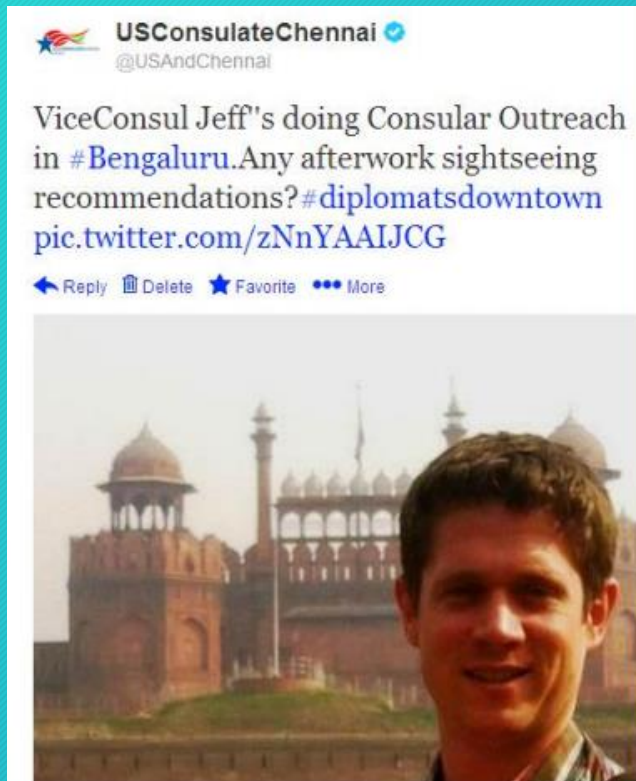 USConsulateChennai
@USAndChennai
ViceConsul Jeff"s doing Consular Outreach
in #Bengaluru.Any afterwork sightseeing
recommendations?#diplomatsdowntown
pic.twitter.com/zNnYAAIJCG
Reply Delete Favorite More